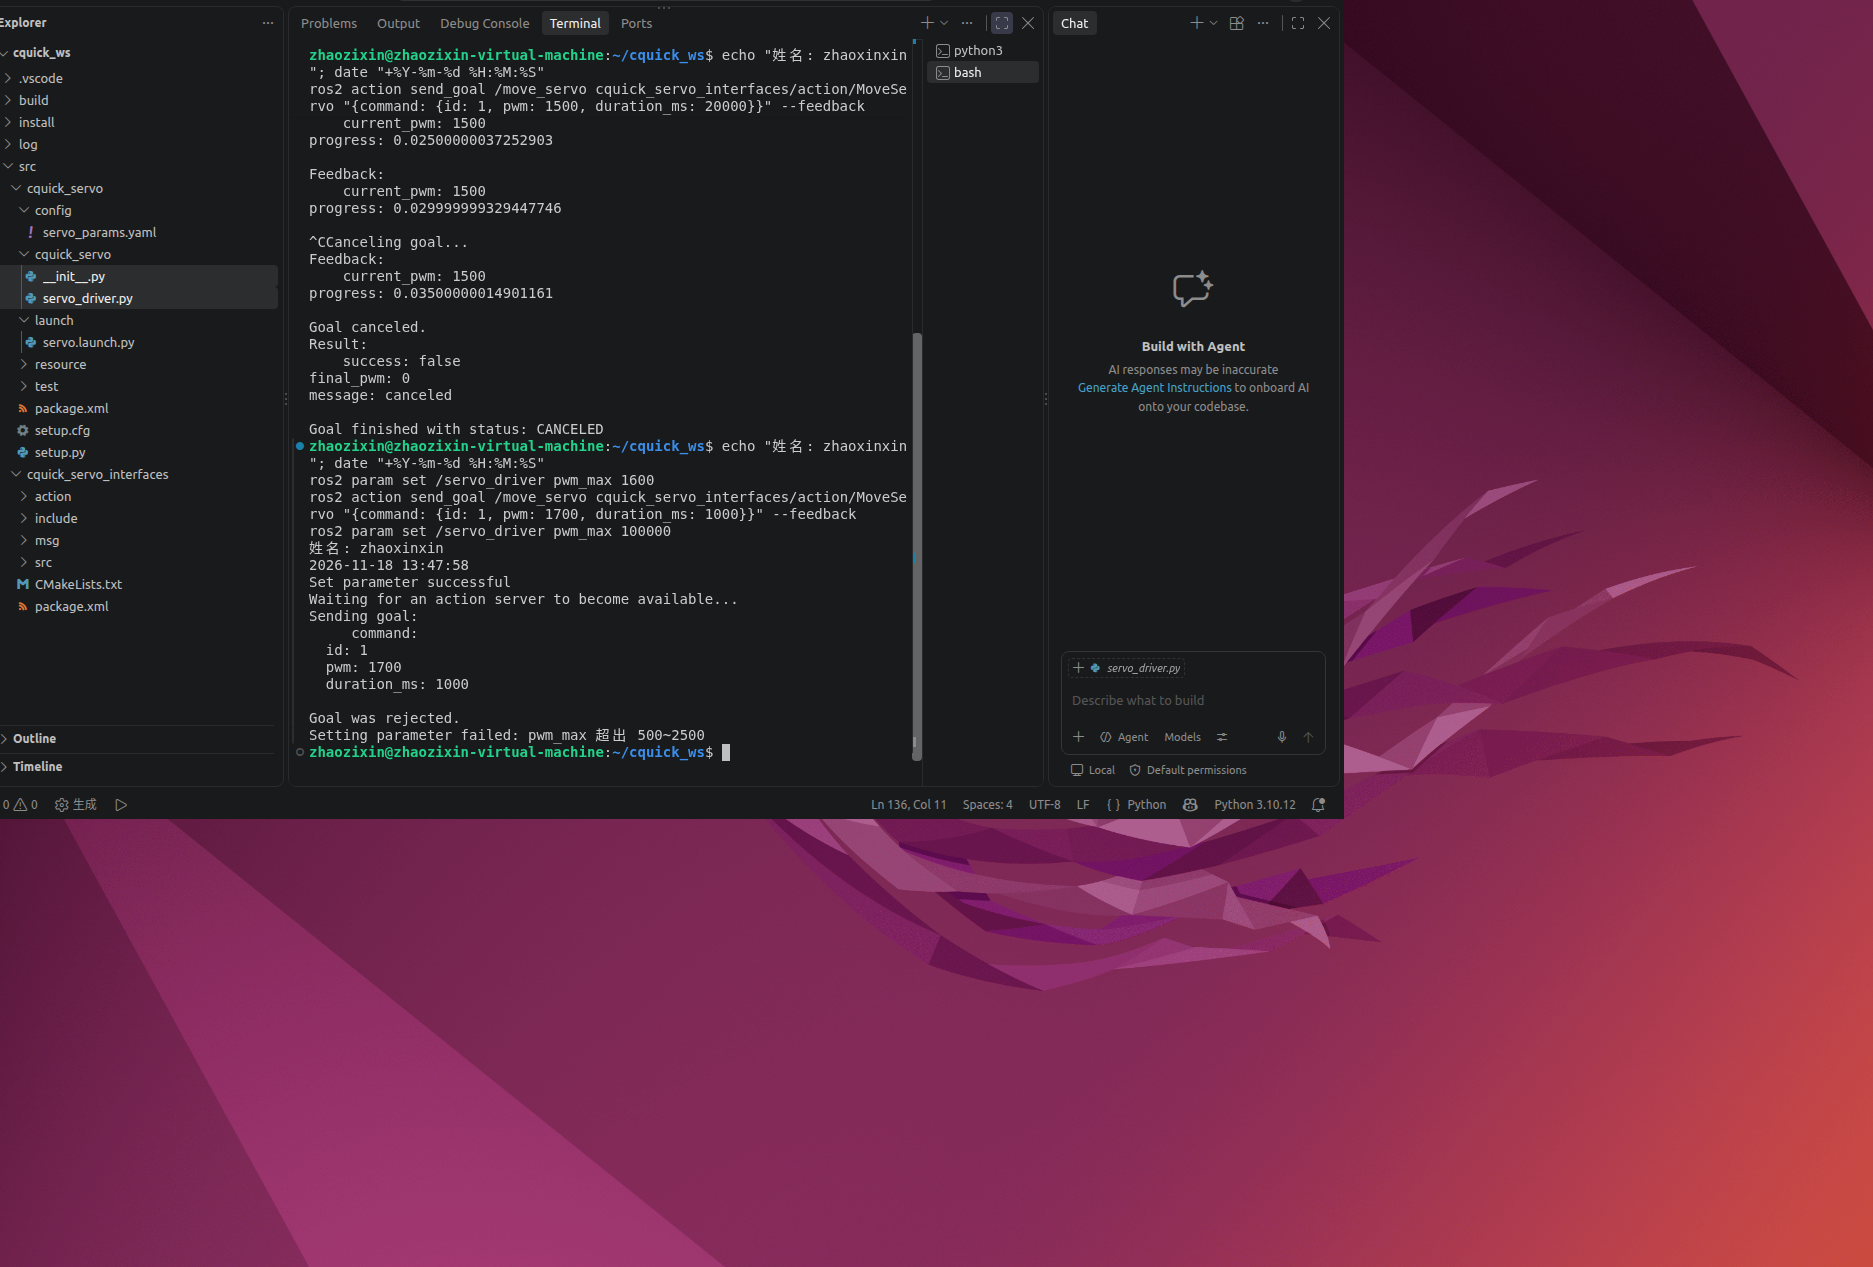 Explorer
cquick_ws
.vscode
build
install
log
src
cquick_servo
config
servo_params.yaml
cquick_servo
__init__.py
servo_driver.py
launch
servo.launch.py
resource
test
package.xml
setup.cfg
setup.py
cquick_servo_interfaces
action
include
msg
src
CMakeLists.txt
package.xml
Outline
Timeline
Problems Output Debug Console Terminal Ports
zhaozixin@zhaozixin-virtual-machine:~/cquick_ws$ echo "姓名: zhaoxinxin
"; date "+%Y-%m-%d %H:%M:%S"
ros2 action send_goal /move_servo cquick_servo_interfaces/action/MoveSe
rvo "{command: {id: 1, pwm: 1500, duration_ms: 20000}}" --feedback
current_pwm: 1500
progress: 0.02500000037252903
Feedback:
current_pwm: 1500
progress: 0.029999999329447746
^CCanceling goal...
Feedback:
current_pwm: 1500
progress: 0.03500000014901161
Goal canceled.
Result:
success: false
final_pwm: 0
message: canceled
Goal finished with status: CANCELED
zhaozixin@zhaozixin-virtual-machine:~/cquick_ws$ echo "姓名: zhaoxinxin
"; date "+%Y-%m-%d %H:%M:%S"
ros2 param set /servo_driver pwm_max 1600
ros2 action send_goal /move_servo cquick_servo_interfaces/action/MoveSe
rvo "{command: {id: 1, pwm: 1700, duration_ms: 1000}}" --feedback
ros2 param set /servo_driver pwm_max 100000
姓名: zhaoxinxin
2026-11-18 13:47:58
Set parameter successful
Waiting for an action server to become available...
Sending goal:
command:
id: 1
pwm: 1700
duration_ms: 1000
Goal was rejected.
Setting parameter failed: pwm_max 超出 500~2500
zhaozixin@zhaozixin-virtual-machine:~/cquick_ws$
python3
bash
Chat
Build with Agent
AI responses may be inaccurate
Generate Agent Instructions to onboard AI
onto your codebase.
servo_driver.py
Describe what to build
Agent Models
Local Default permissions
0 0 生成
Ln 136, Col 11 Spaces: 4 UTF-8 LF { } Python Python 3.10.12